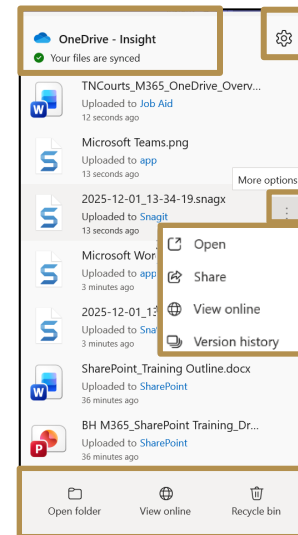 OneDrive - Insight
Your files are synced
TNCourts_M365_OneDrive_Overv...
Uploaded to Job Aid
12 seconds ago
Microsoft Teams.png
Uploaded to app
13 seconds ago
More options
2025-12-01_13-34-19.snagx
Uploaded to Snagit
13 seconds ago
Open
Share
View online
Version history
Microsoft Wor
Uploaded to app
3 minutes ago
2025-12-01_13
Uploaded to Sna
3 minutes ago
SharePoint_Training Outline.docx
Uploaded to SharePoint
36 minutes ago
BH M365_SharePoint Training_Dr...
Uploaded to SharePoint
36 minutes ago
Open folder
View online
Recycle bin